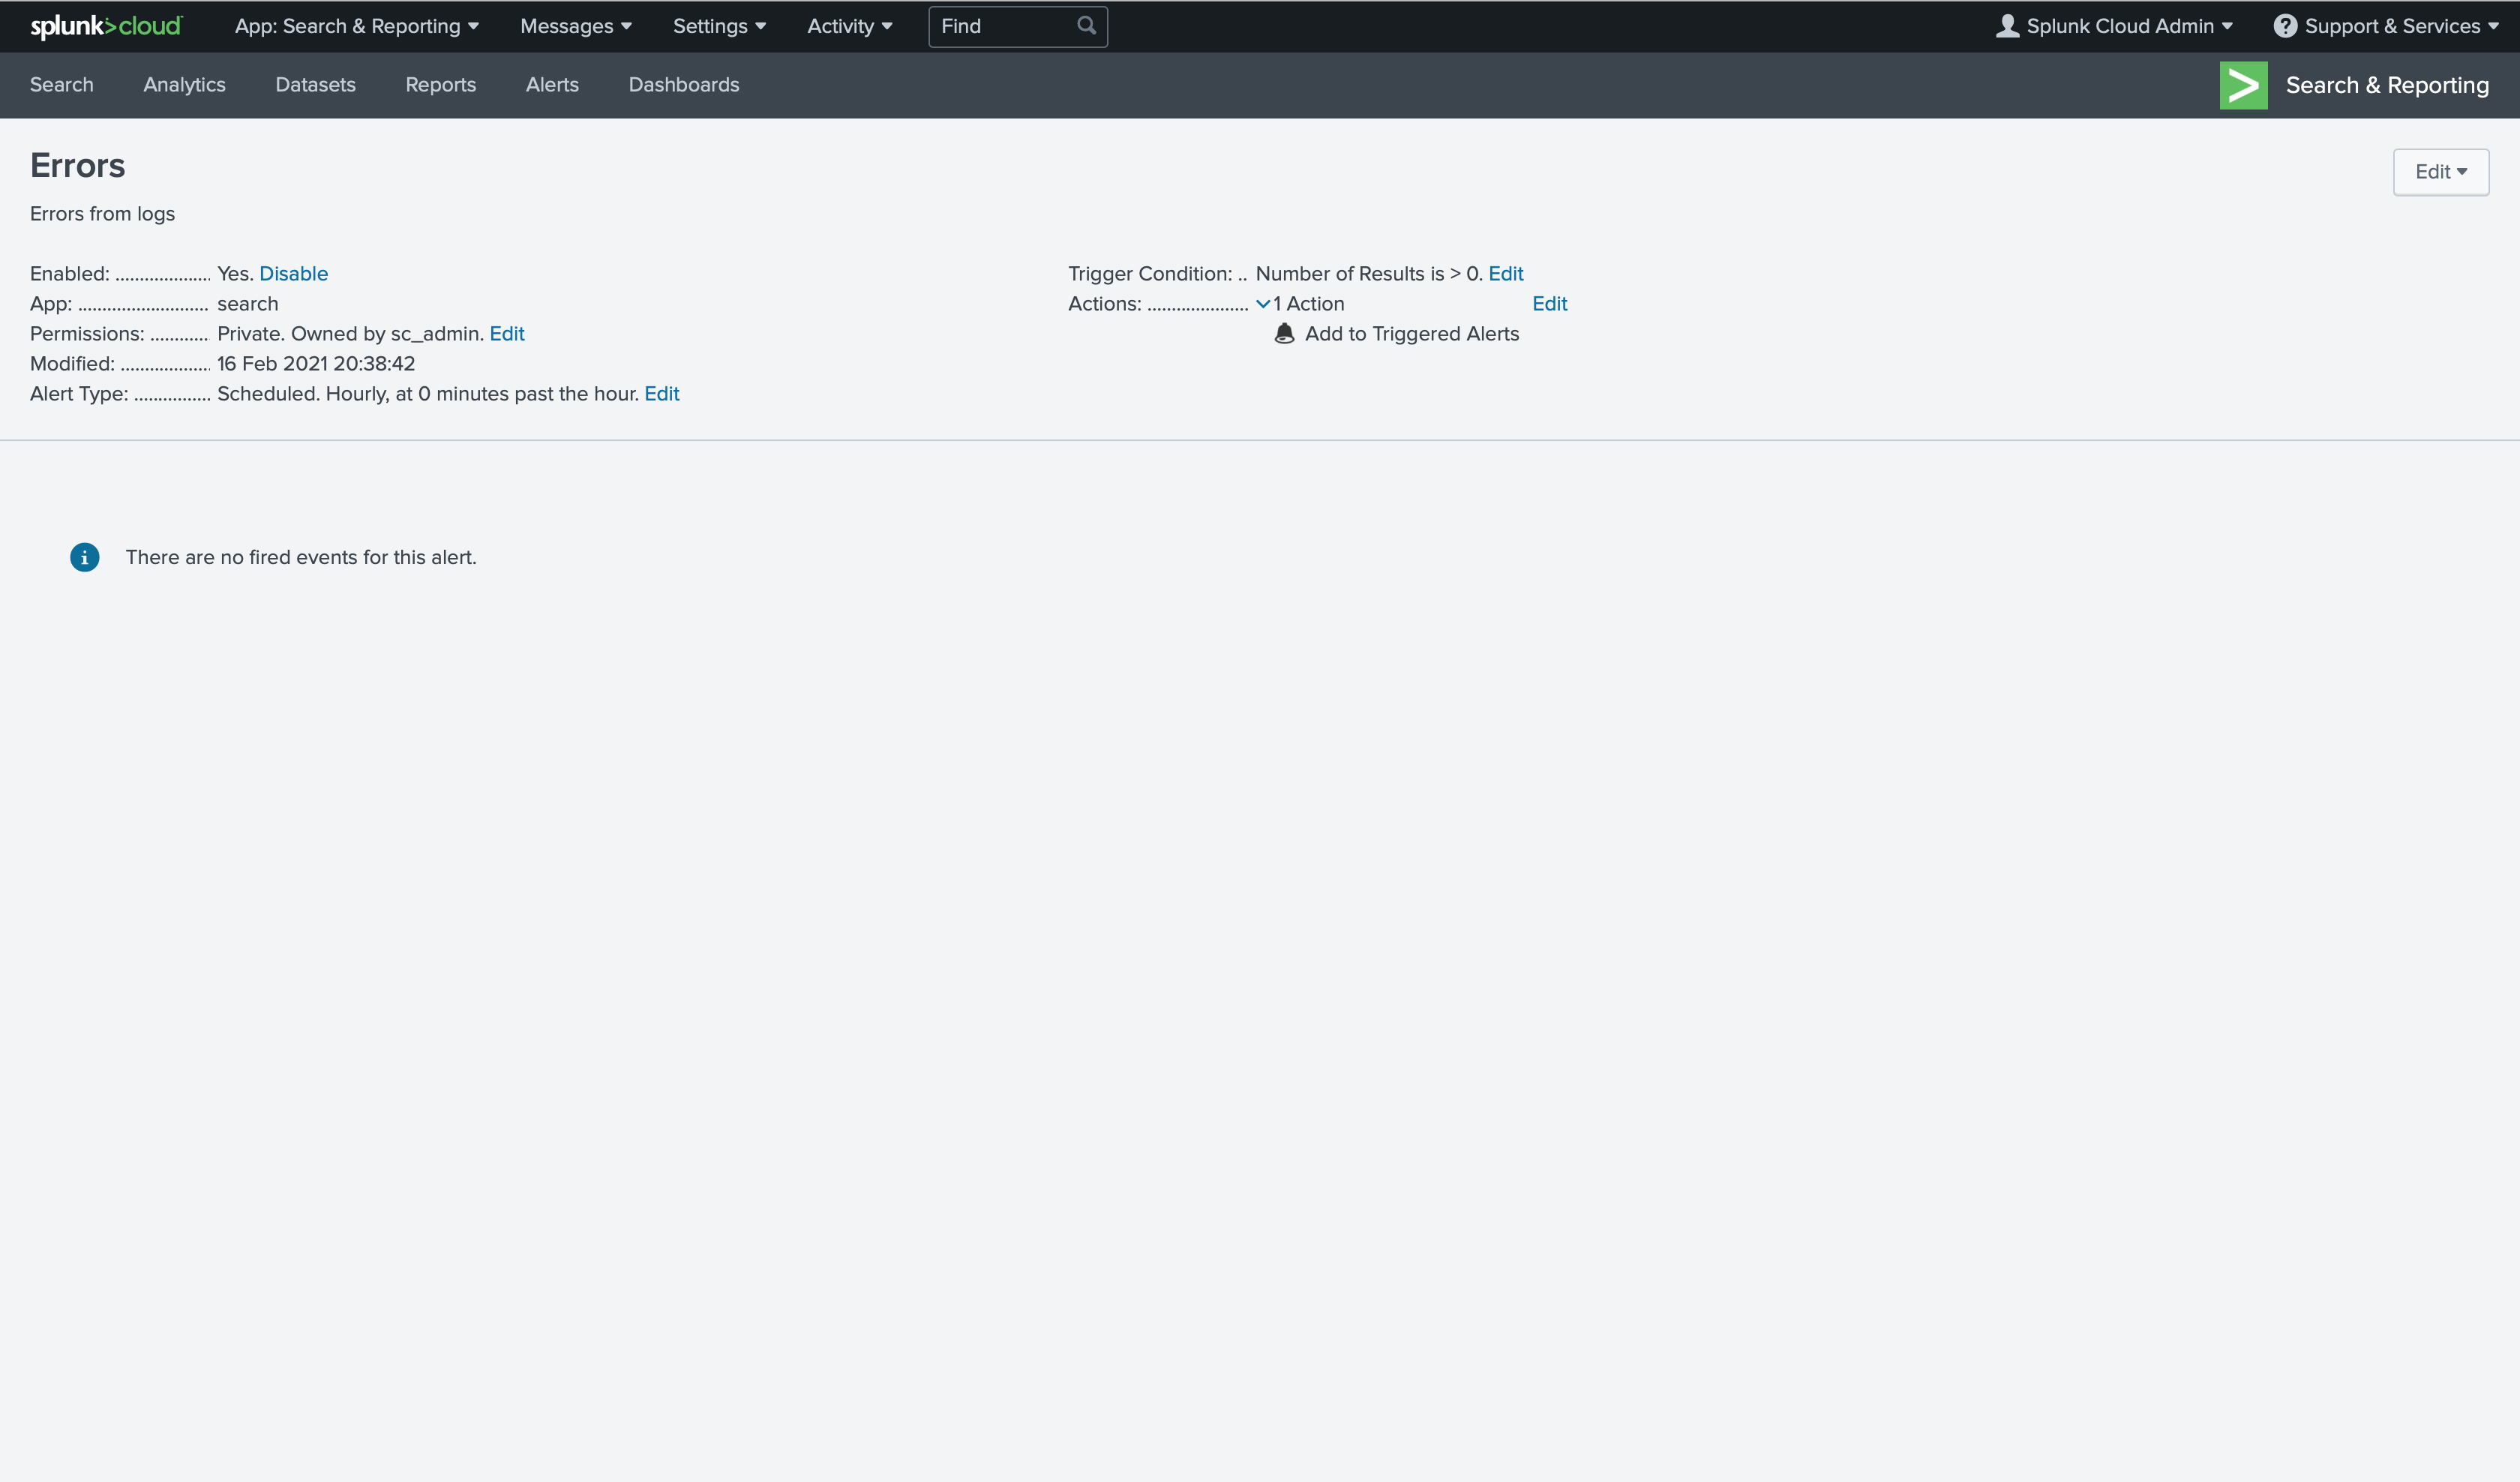 splunk>cloud App: Search & Reporting Messages Settings Activity Find Splunk Cloud Admin ? Support & Services
Search Analytics Datasets Reports Alerts Dashboards > Search & Reporting
Errors Edit
Errors from logs
Enabled: ................... Yes. Disable Trigger Condition: .. Number of Results is > 0. Edit
App: .......................... search Actions: .................... 1 Action Edit
Permissions: ............ Private. Owned by sc_admin. Edit Add to Triggered Alerts
Modified: .................. 16 Feb 2021 20:38:42
Alert Type: ............... Scheduled. Hourly, at 0 minutes past the hour. Edit
i There are no fired events for this alert.